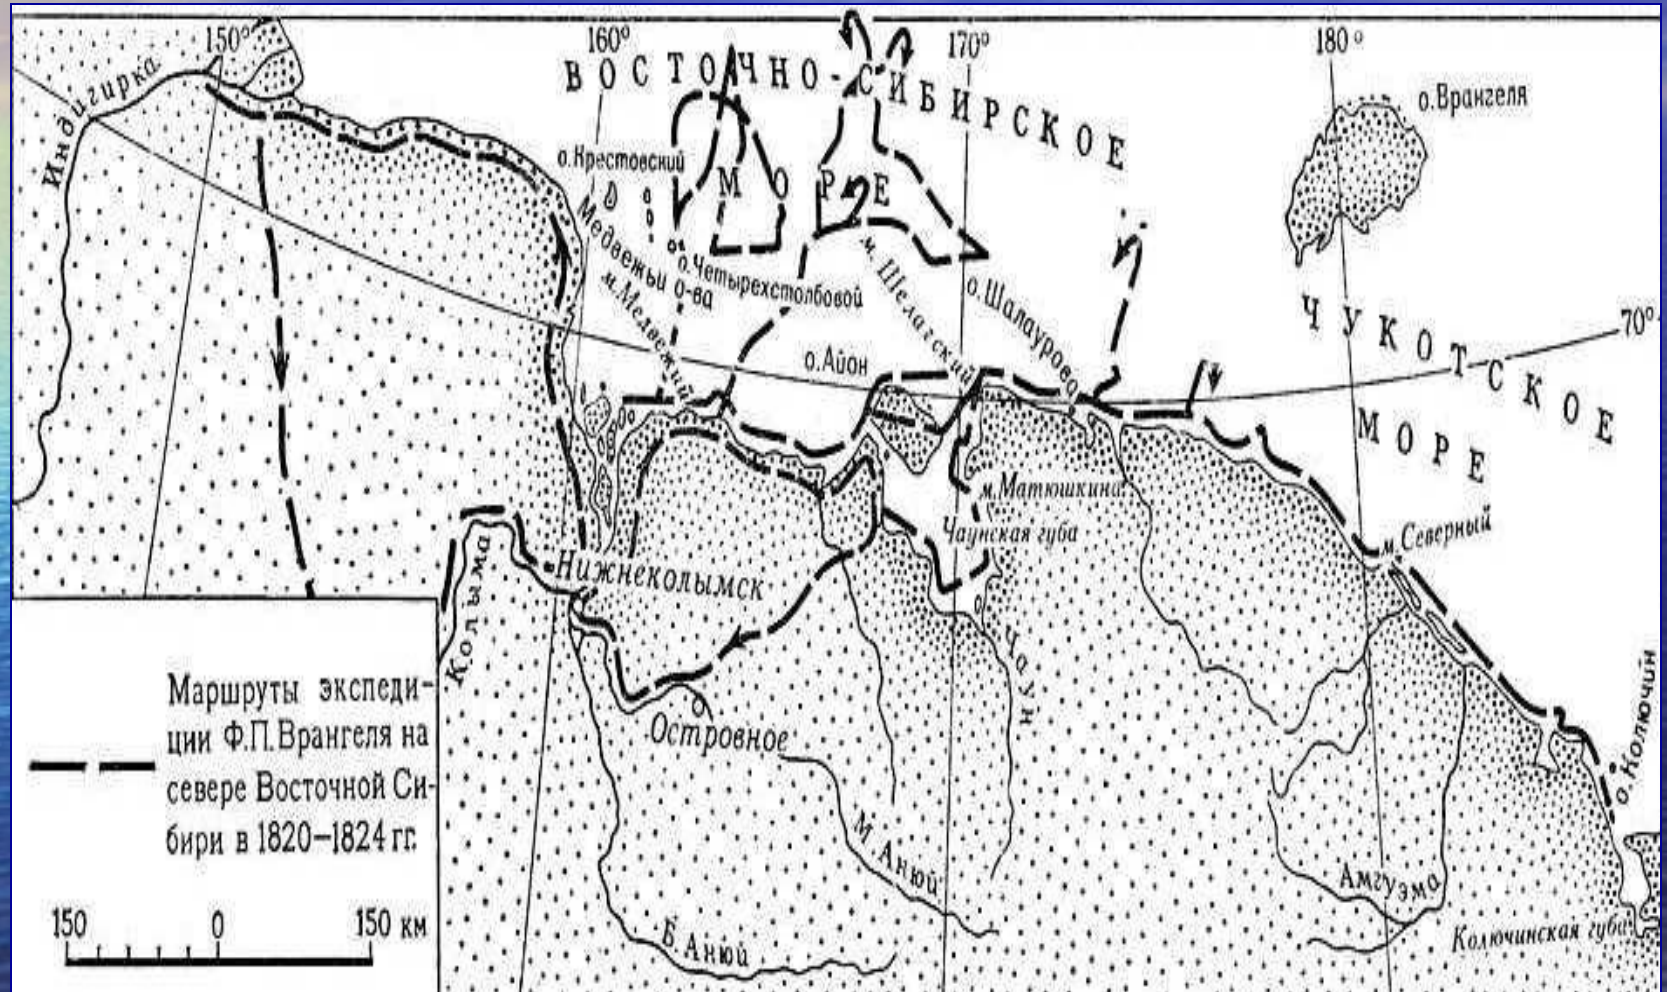 150°
160°
170°
180°
ВОСТОЧНО-СИБИРСКОЕ
МОРЕ
о.Врангеля
Индигирка
о.Крестовский
Медвежьи о-ва
о.Четырехстолбовой
м.Медвежий
м. Шелагский
о.Шалаурова
о.Айон
ЧУКОТСКОЕ
МОРЕ
70°
м.Матюшкина
Чаунская губа
м.Северный
Нижнеколымск
Колыма
Чаун
Островное
о.Колючин
М. Анюй
Б. Анюй
Амгуэма
Колючинская губа
Маршруты экспеди-
ции Ф.П.Врангеля на
севере Восточной Си-
бири в 1820–1824 гг.
150 0 150 км